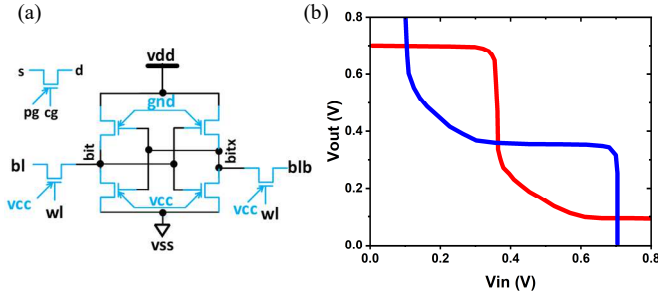 (a)
vdd
s
d
pg cg
gnd
bit
bitx
bl
blb
vcc
wl
vcc
vcc
wl
vss
(b)
Vout (V)
0.8
0.6
0.4
0.2
0.0
0.0 0.2 0.4 0.6 0.8
Vin (V)